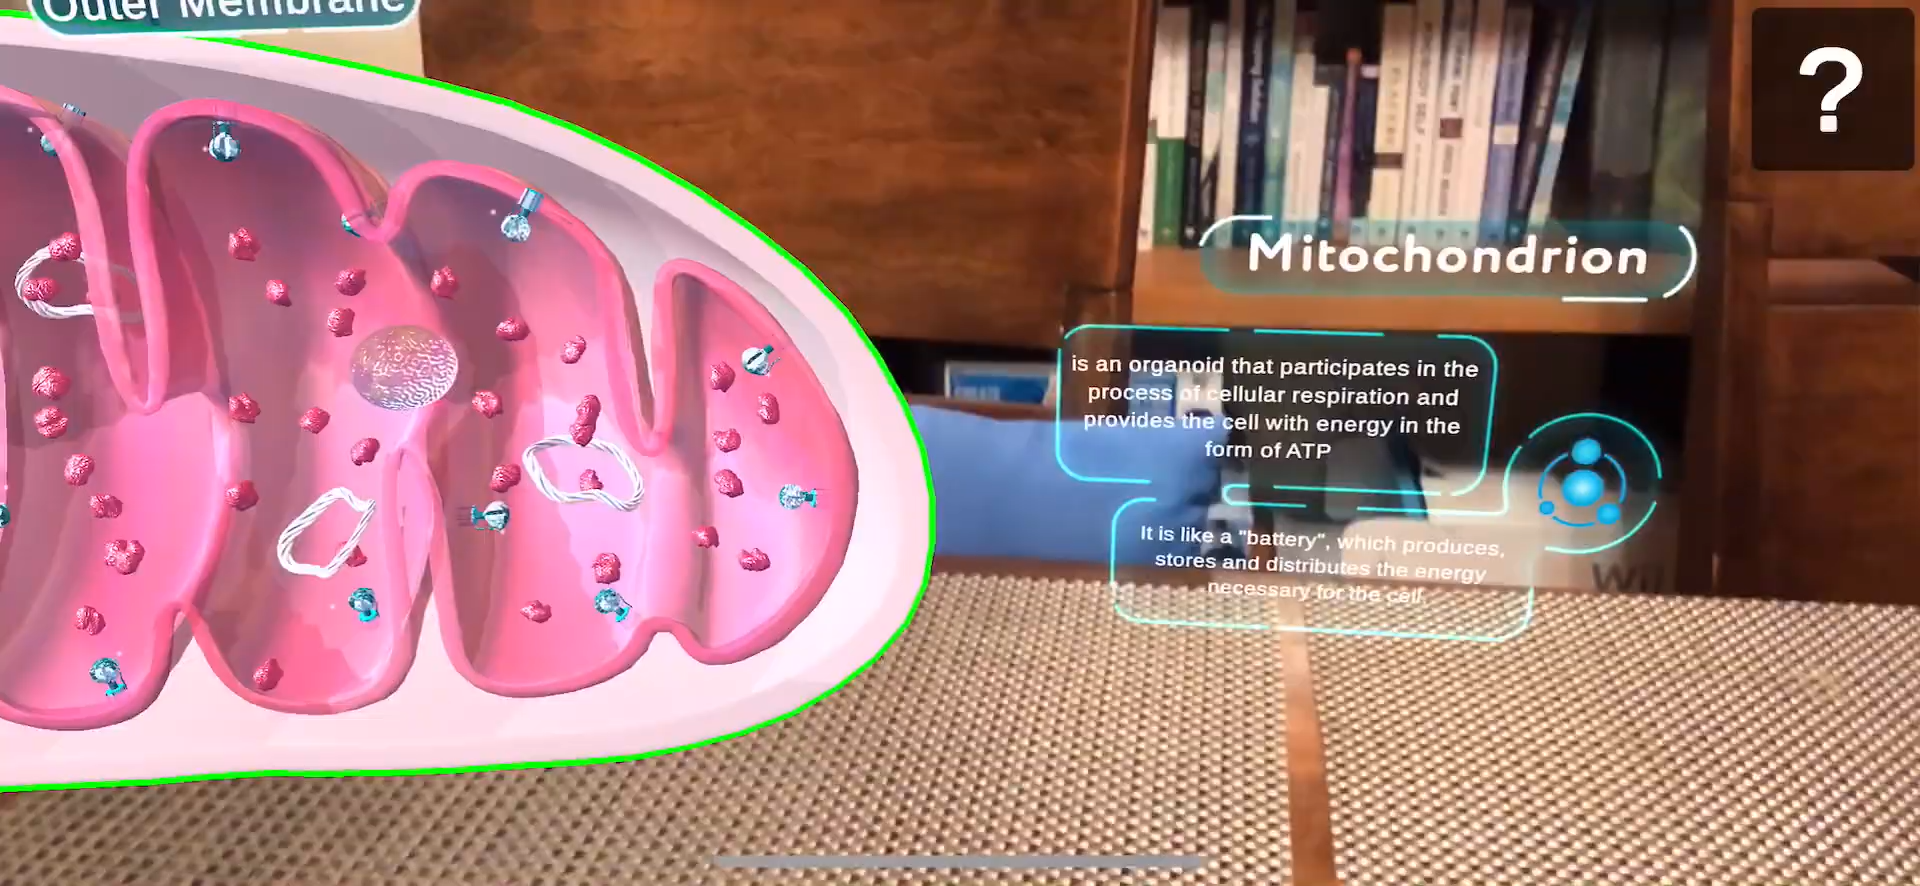 Outer Membrane
?
Mitochondrion
is an organoid that participates in the
process of cellular respiration and
provides the cell with energy in the
form of ATP
It is like a "battery", which produces,
stores and distributes the energy
necessary for the cell.
Wii